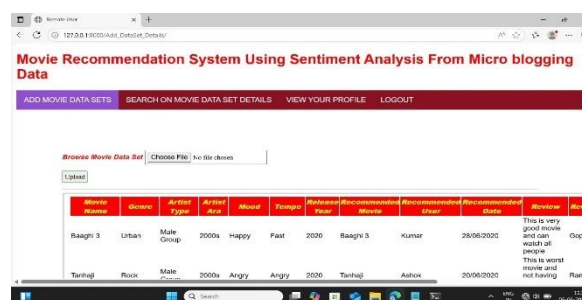 Remote User
127.0.0.1:8000/Add_DataSet_Details/
Movie Recommendation System Using Sentiment Analysis From Micro blogging
Data
ADD MOVIE DATA SETS SEARCH ON MOVIE DATA SET DETAILS VIEW YOUR PROFILE LOGOUT
Browse Movie Data Set Choose File No file chosen
Upload
Movie Name Genre Artist Type Artist Ara Mood Tempo Release Year Recommended Movie Recommended User Recommended Date Review
Baaghi 3 Urban Male Group 2000s Happy Fast 2020 Baaghi 3 Kumar 28/06/2020 This is very good movie and can watch all people
Tanhaji Rock Male 2000s Angry Angry 2020 Tanhaji Ashok 20/06/2020 This is worst movie and not having
Search
ENG